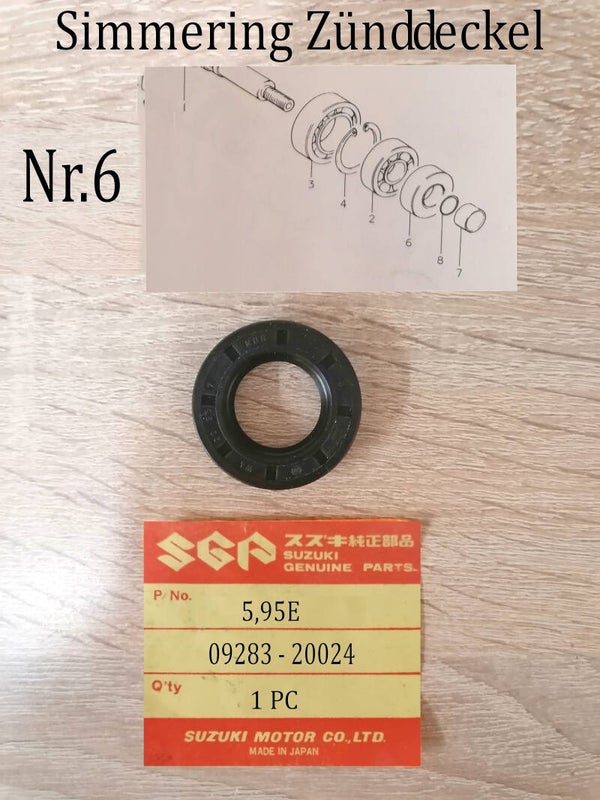 Simmering Zünddeckel
Nr.6
1
3
4
2
6
8
7
SGP
スズキ純正部品
SUZUKI
GENUINE PARTS
P/No.
5,95E
09283 - 20024
Q'ty
1 PC
SUZUKI MOTOR CO.,LTD.
MADE IN JAPAN